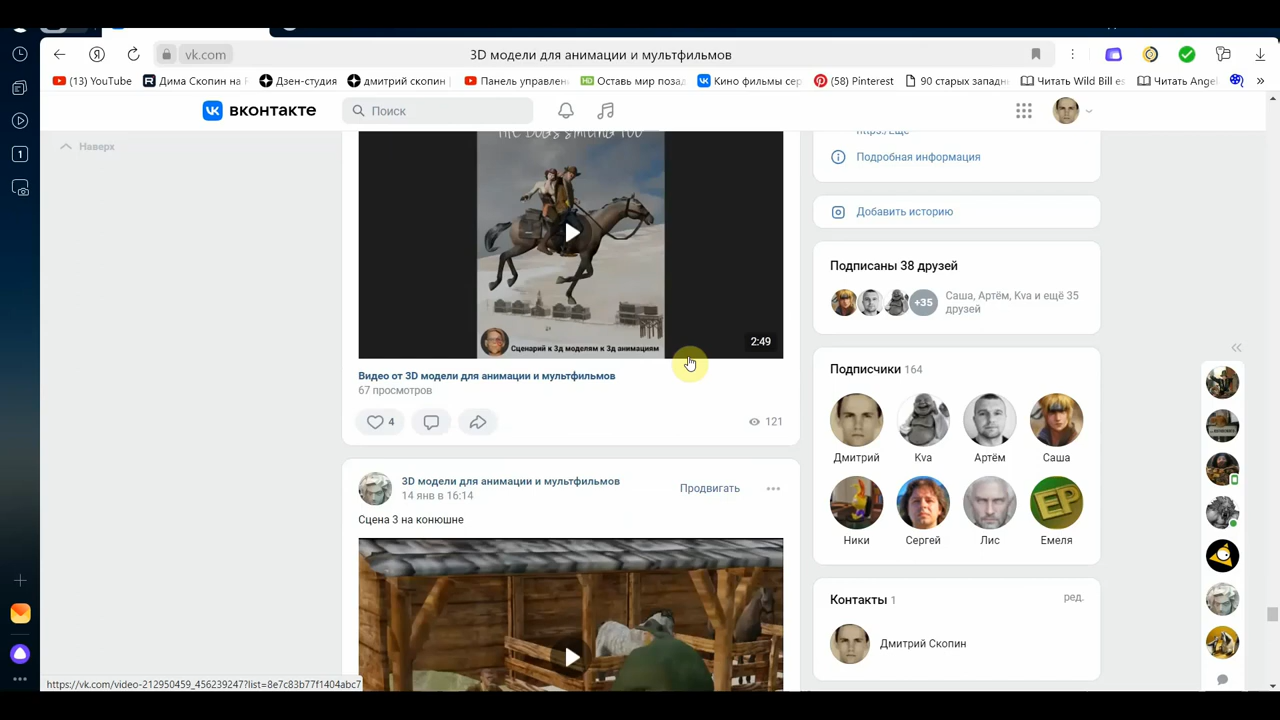 vk.com
3D модели для анимации и мультфильмов
(13) YouTube
Дима Скопин на
Дзен-студия
дмитрий скопин
Панель управлен
Оставь мир позад
Кино фильмы сер
(58) Pinterest
90 старых западн
Читать Wild Bill es
Читать Angel
»
вконтакте
Поиск
Наверх
2:49
Сценарий к 3д моделям к 3д анимациям
Видео от 3D модели для анимации и мультфильмов
67 просмотров
4
121
3D модели для анимации и мультфильмов
14 янв в 16:14
Продвигать
Сцена 3 на конюшне
Подробная информация
Добавить историю
Подписаны 38 друзей
+35
Саша, Артём, Kva и ещё 35
друзей
Подписчики 164
Дмитрий
Kva
Артём
Саша
Ники
Сергей
Лис
EP
Емеля
Контакты 1
ред.
Дмитрий Скопин
1
https://vk.com/video-212950459_456239247?list=8e7c83b77f1404abc7